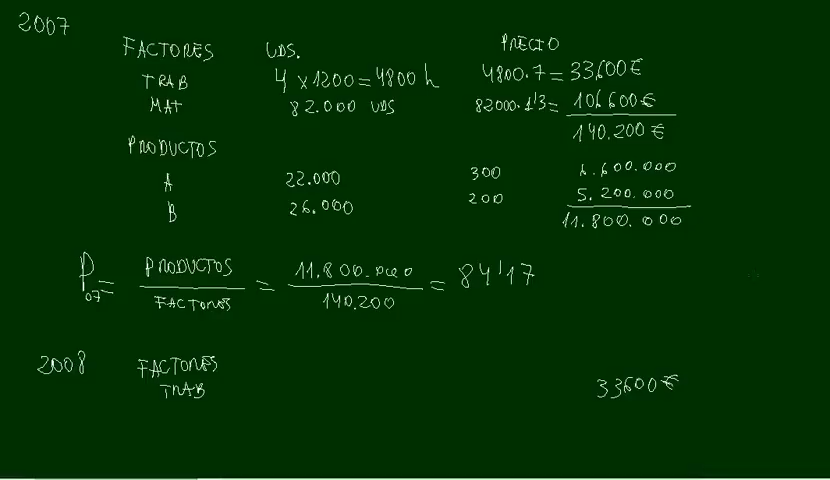 2007
FACTORES UDS. PRECIO
TRAB 4 x 1200 = 4800 h 4800.7 = 33.600 €
MAT 82.000 UDS 82000.1'3 = 106.600 €
140.200 €
PRODUCTOS
A 22.000 300 6.600.000
B 26.000 200 5.200.000
11.800.000
P07 = PRODUCTOS / FACTORES = 11.800.000 / 140.200 = 84'17
2008 FACTORES
TRAB 33600 €